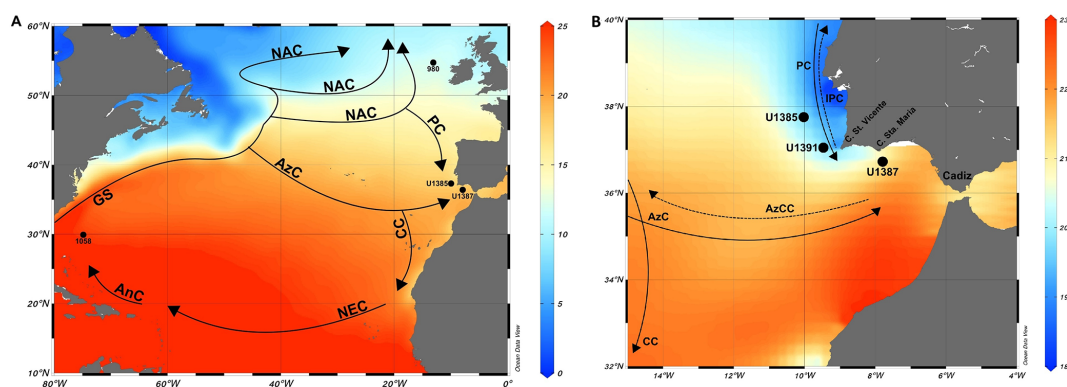 A
60°N
50°N
40°N
30°N
20°N
10°N
80°W
60°W
40°W
20°W
0°
NAC
NAC
NAC
980
PC
AzC
GS
U1385
U1387
CC
1058
AnC
NEC
Ocean Data View
25
20
15
10
5
0
B
40°N
38°N
36°N
34°N
32°N
14°W
12°W
10°W
8°W
6°W
4°W
PC
IPC
U1385
U1391
C. St. Vicente
C. Sta. Maria
U1387
Cadiz
AzCC
AzC
CC
Ocean Data View
23
22
21
20
19
18